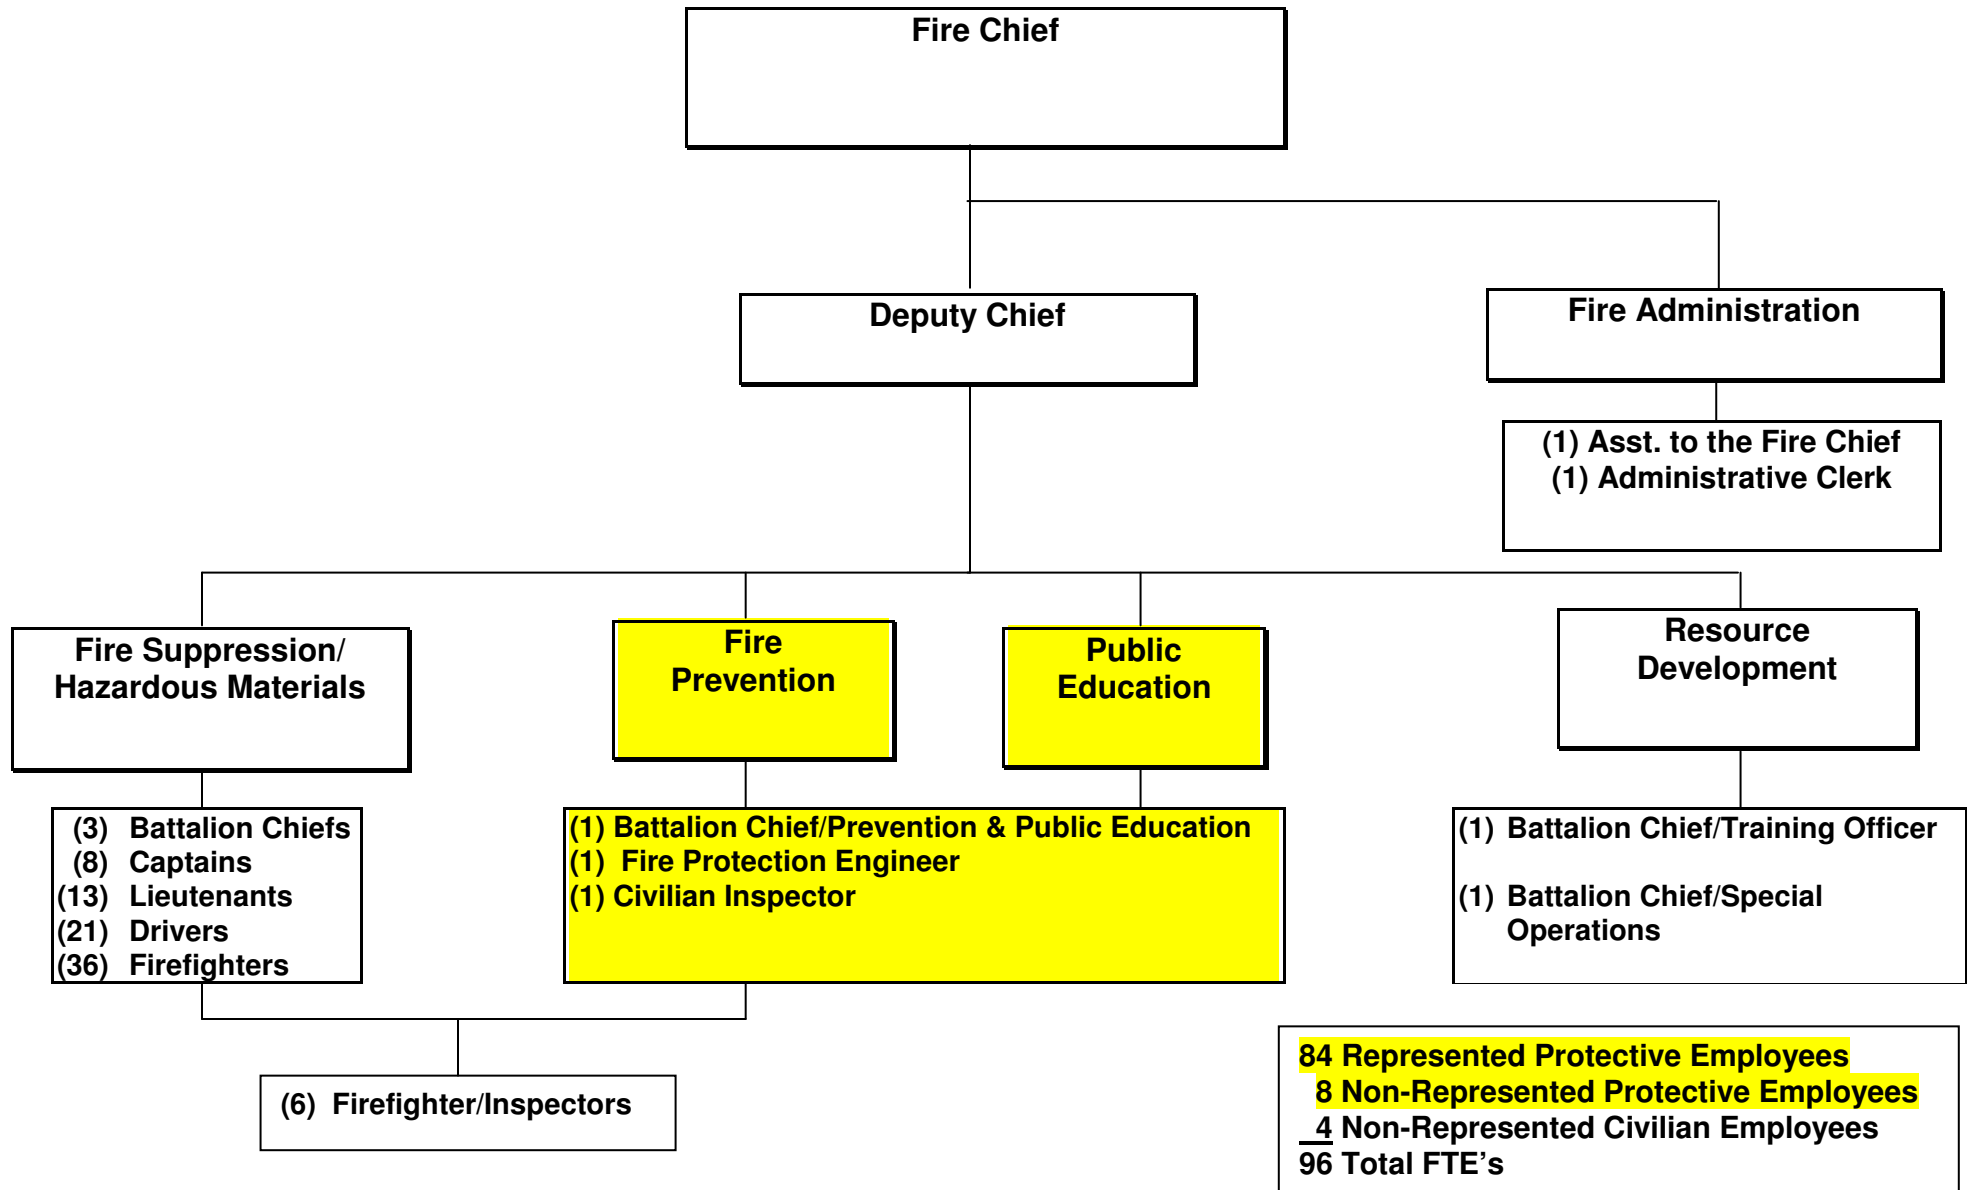 Fire Chief
Deputy Chief
Fire Administration
(1) Asst. to the Fire Chief
(1) Administrative Clerk
Fire Suppression/
Hazardous Materials
Fire
Prevention
Public
Education
Resource
Development
(3) Battalion Chiefs
(8) Captains
(13) Lieutenants
(21) Drivers
(36) Firefighters
(1) Battalion Chief/Prevention & Public Education
(1) Fire Protection Engineer
(1) Civilian Inspector
(1) Battalion Chief/Training Officer
(1) Battalion Chief/Special
Operations
(6) Firefighter/Inspectors
84 Represented Protective Employees
8 Non-Represented Protective Employees
4 Non-Represented Civilian Employees
96 Total FTE's